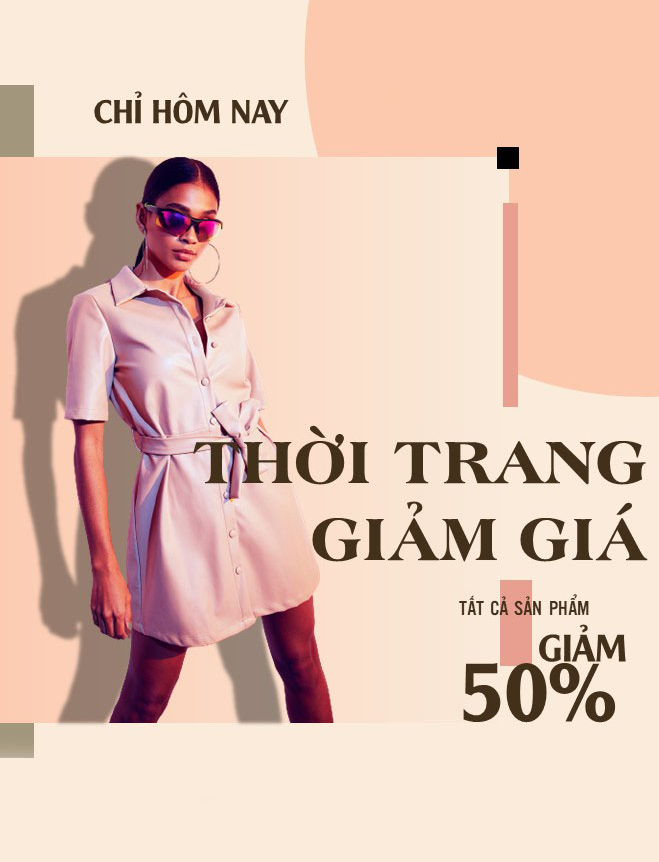 CHỈ HÔM NAY
THỜI TRANG
GIẢM GIÁ
TẤT CẢ SẢN PHẨM
GIẢM
50%